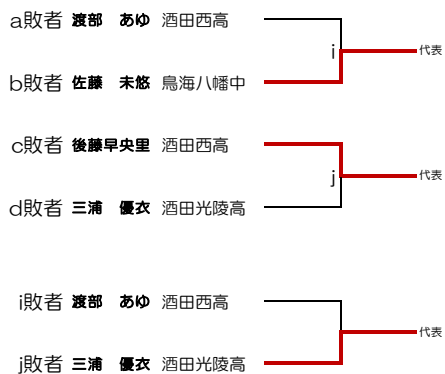 a敗者 渡部 あゆ 酒田西高
i 代表
b敗者 佐藤 未悠 鳥海八幡中
c敗者 後藤早央里 酒田西高
j 代表
d敗者 三浦 優衣 酒田光陵高
i敗者 渡部 あゆ 酒田西高
代表
j敗者 三浦 優衣 酒田光陵高